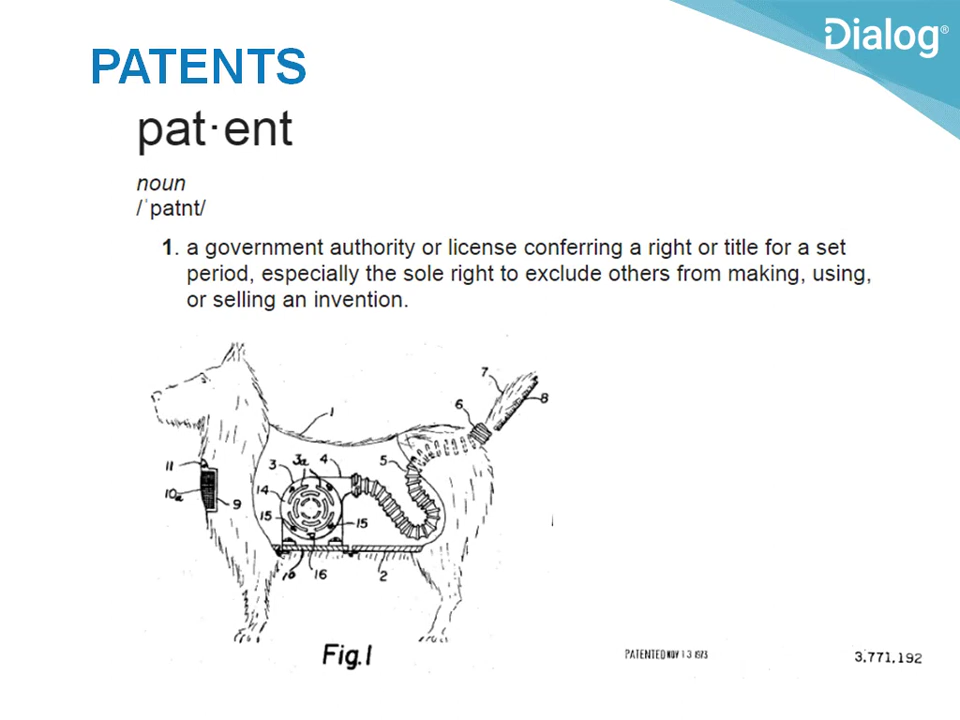 Dialog®
PATENTS
pat·ent
noun
/ˈpatnt/
1. a government authority or license conferring a right or title for a set
period, especially the sole right to exclude others from making, using,
or selling an invention.
7
8
6
1
5
11
3
3a
4
10a
14
9
15
15
16
2
Fig.1
PATENTED NOV 13 1973
3,771,192